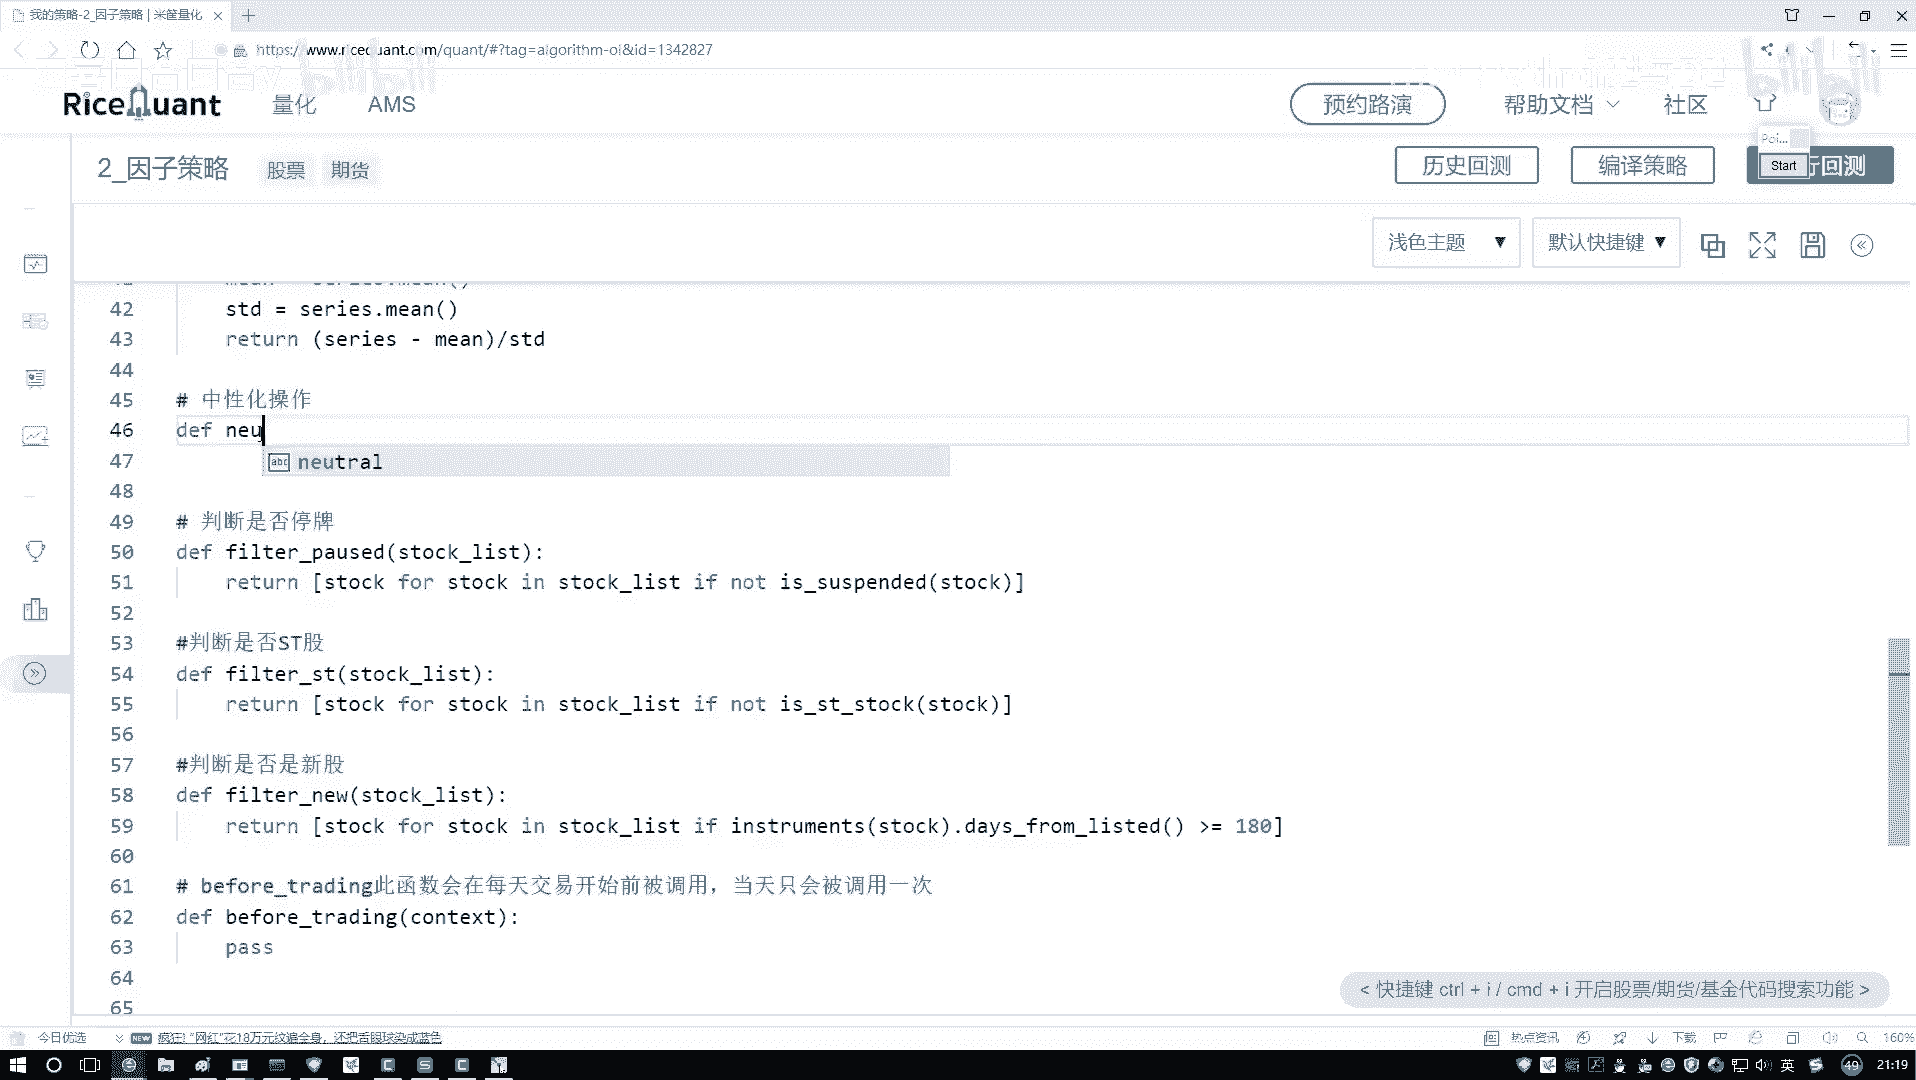 我的策略-2_因子策略 | 米筐量化
https://www.ricequant.com/quant/#?tag=algorithm-ol&id=1342827
bilibili
bilibili
RiceQuant 量化 AMS 预约路演 帮助文档 社区
Poi...
2_因子策略 股票 期货 历史回测 编译策略 Start 行回测
浅色主题 ▼ 默认快捷键 ▼
42 std = series.mean()
43 return (series - mean)/std
44
45 # 中性化操作
46 def neu
47 neutral
48
49 # 判断是否停牌
50 def filter_paused(stock_list):
51 return [stock for stock in stock_list if not is_suspended(stock)]
52
53 #判断是否ST股
54 def filter_st(stock_list):
55 return [stock for stock in stock_list if not is_st_stock(stock)]
56
57 #判断是否是新股
58 def filter_new(stock_list):
59 return [stock for stock in stock_list if instruments(stock).days_from_listed() >= 180]
60
61 # before_trading此函数会在每天交易开始前被调用，当天只会被调用一次
62 def before_trading(context):
63 pass
64
65
< 快捷键 ctrl + i / cmd + i 开启股票/期货/基金代码搜索功能 >
今日优选 NEW 疯狂! "网红"花18万元纹遍全身，还把舌眼球染成蓝色 热点资讯 下载 160%
英 49 21:19